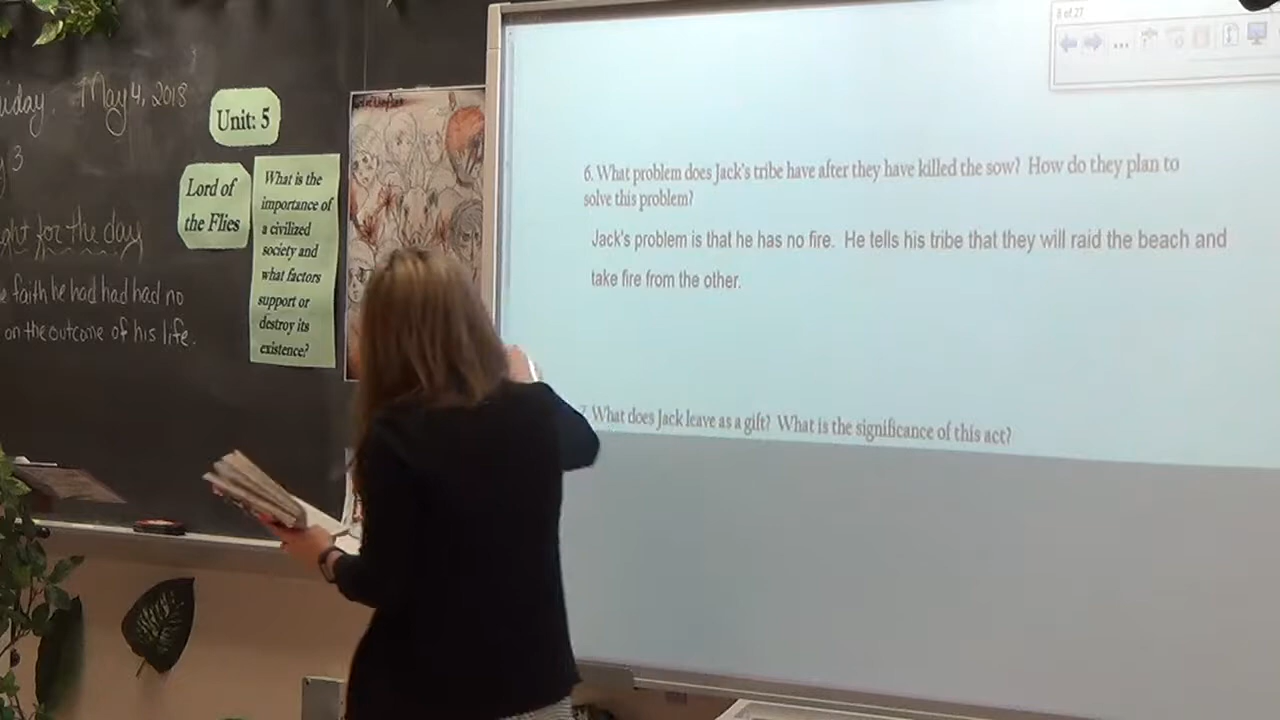 May 4, 2018
3
for the day
faith he had had had no
on the outcome of his life.
Unit: 5
Lord of
the Flies
What is the
importance of
a civilized
society and
what factors
support or
destroy its
existence?
8 of 27
6. What problem does Jack's tribe have after they have killed the sow? How do they plan to
solve this problem?
Jack's problem is that he has no fire. He tells his tribe that they will raid the beach and
take fire from the other.
7. What does Jack leave as a gift? What is the significance of this act?